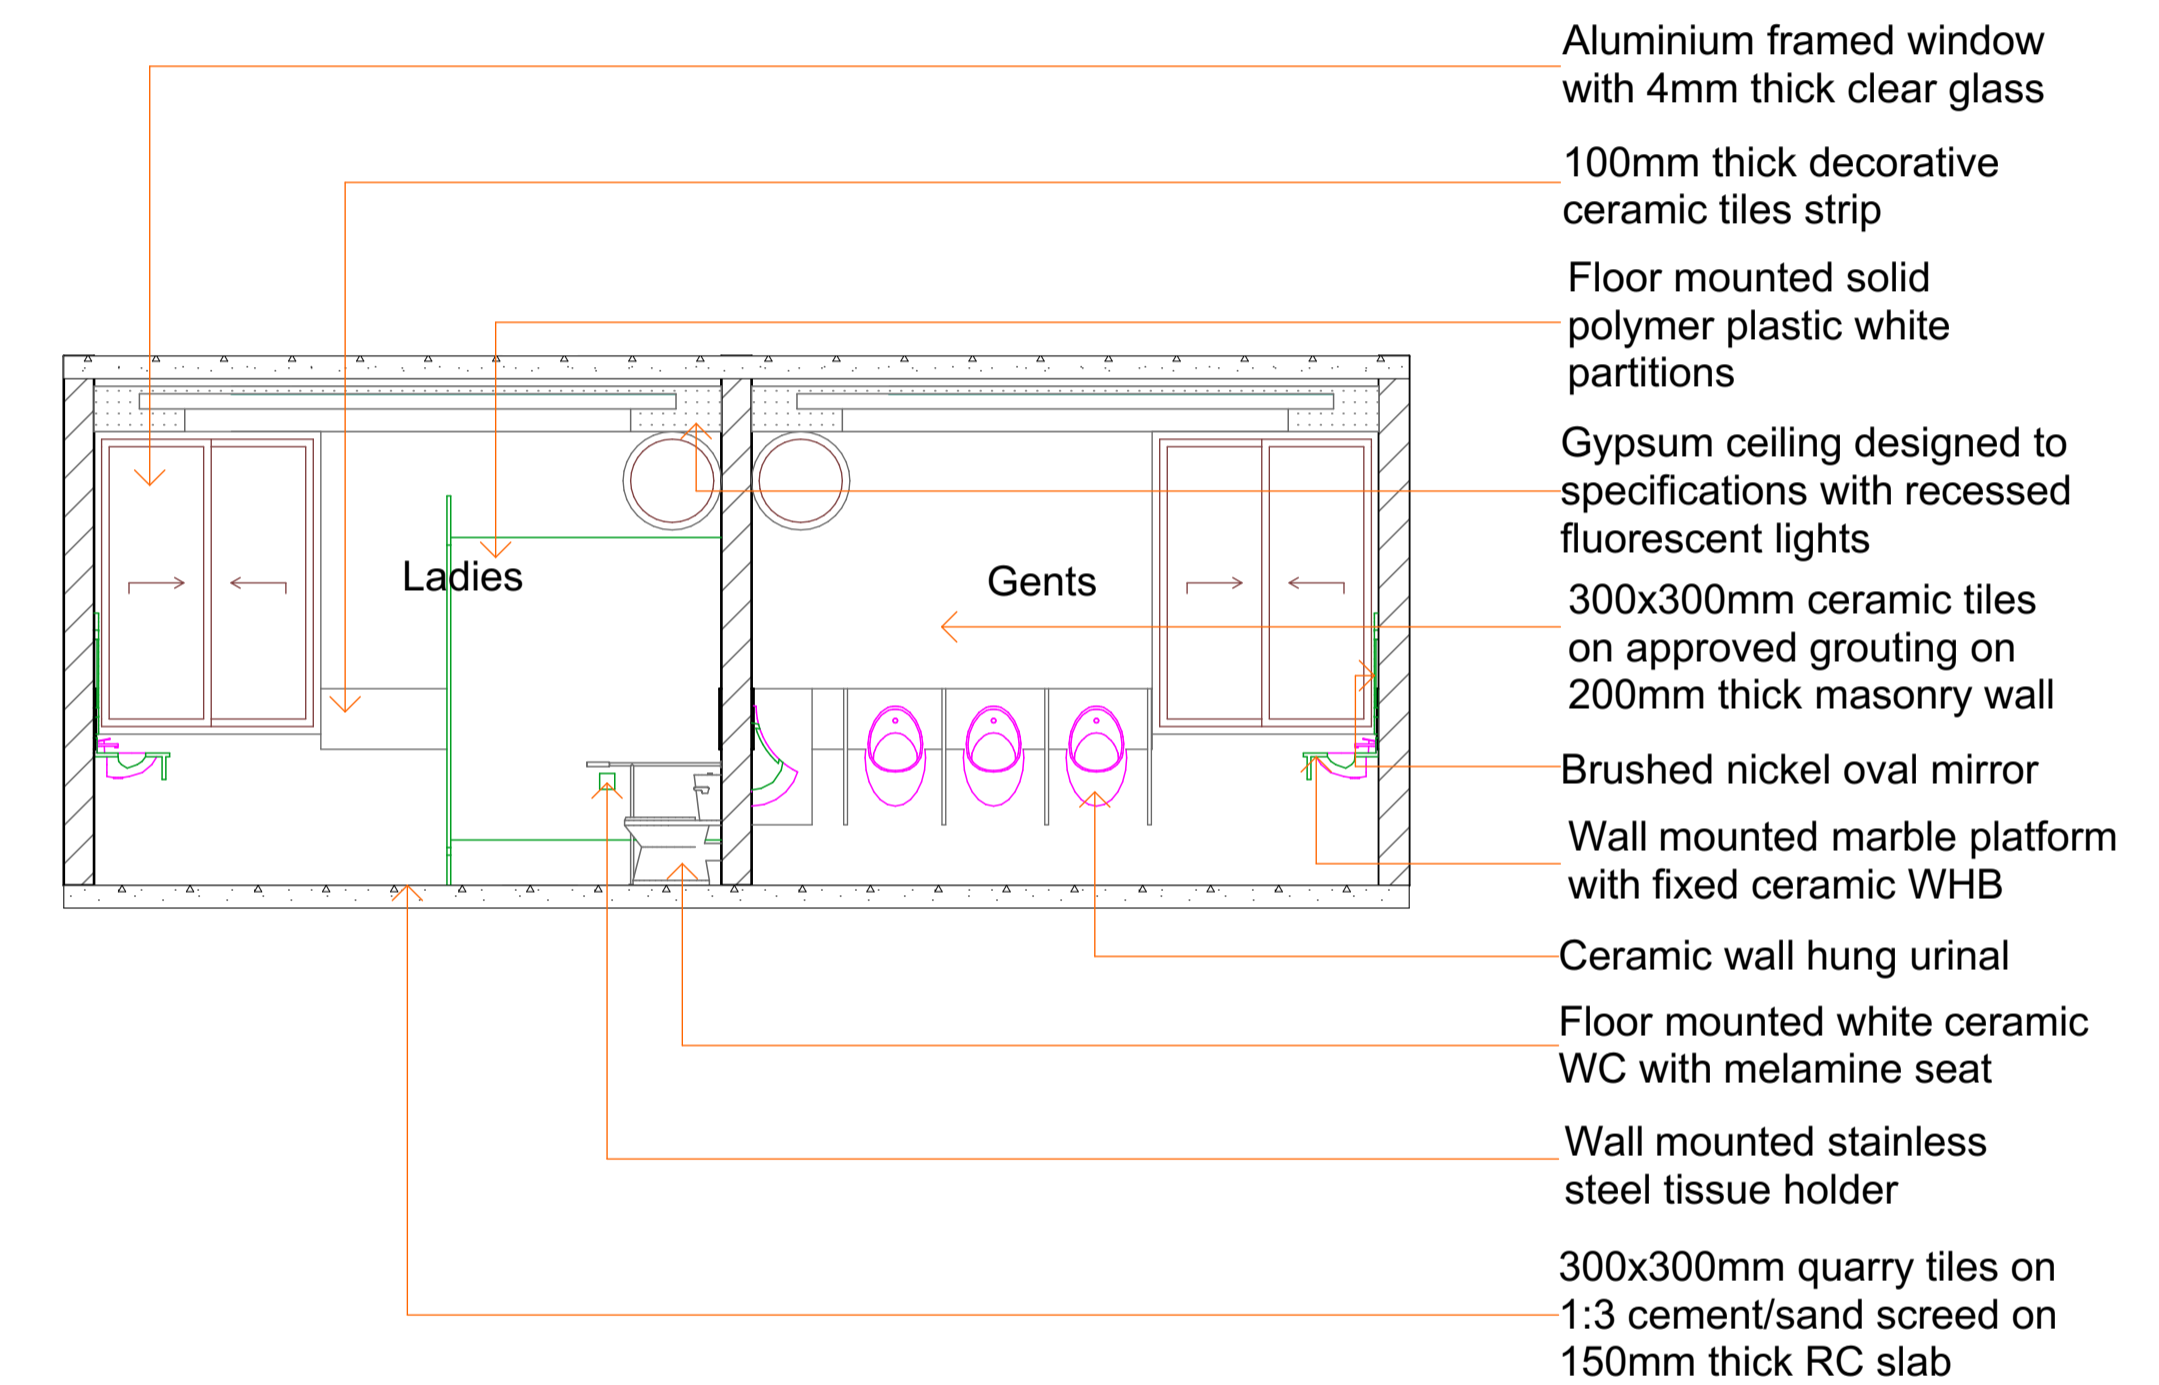 Aluminium framed window
with 4mm thick clear glass
100mm thick decorative
ceramic tiles strip
Floor mounted solid
polymer plastic white
partitions
Gypsum ceiling designed to
specifications with recessed
fluorescent lights
Ladies
Gents
300x300mm ceramic tiles
on approved grouting on
200mm thick masonry wall
Brushed nickel oval mirror
Wall mounted marble platform
with fixed ceramic WHB
Ceramic wall hung urinal
Floor mounted white ceramic
WC with melamine seat
Wall mounted stainless
steel tissue holder
300x300mm quarry tiles on
1:3 cement/sand screed on
150mm thick RC slab